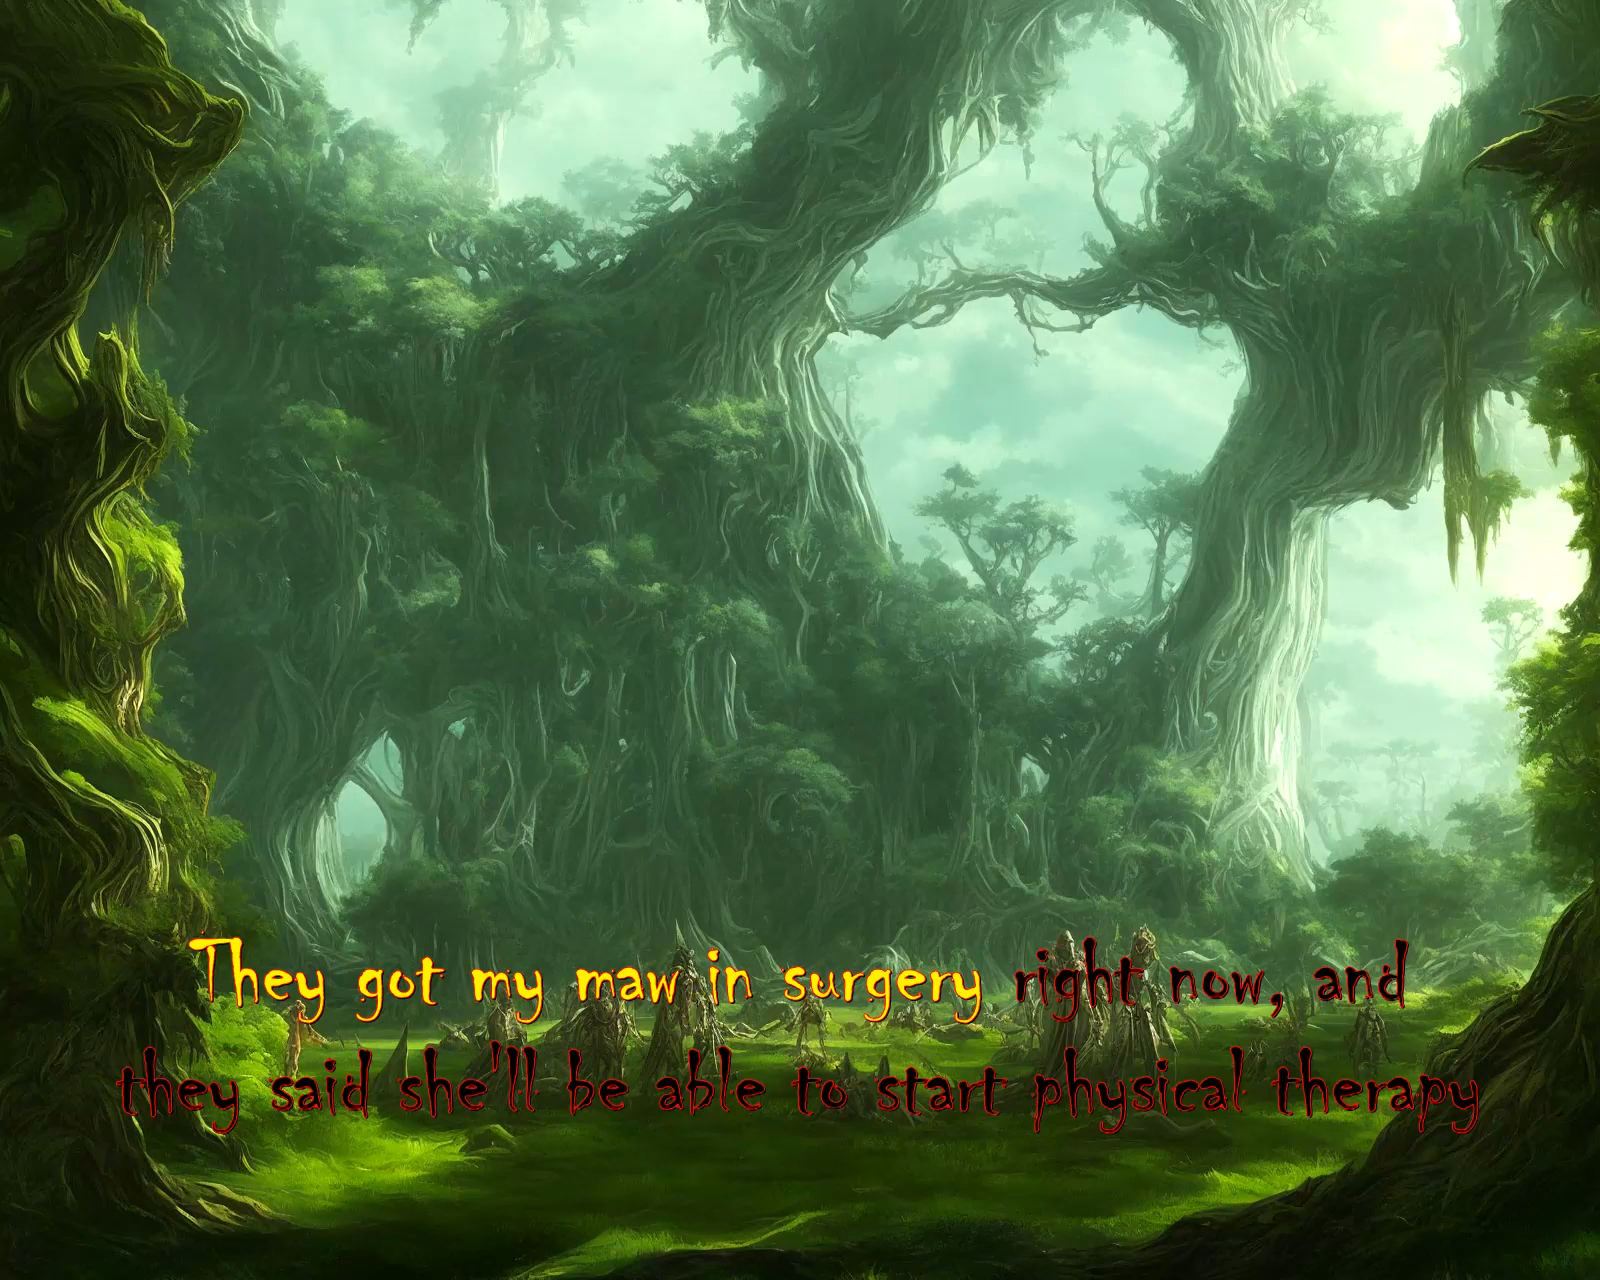 They got my maw in surgery right now, and
they said she'll be able to start physical therapy